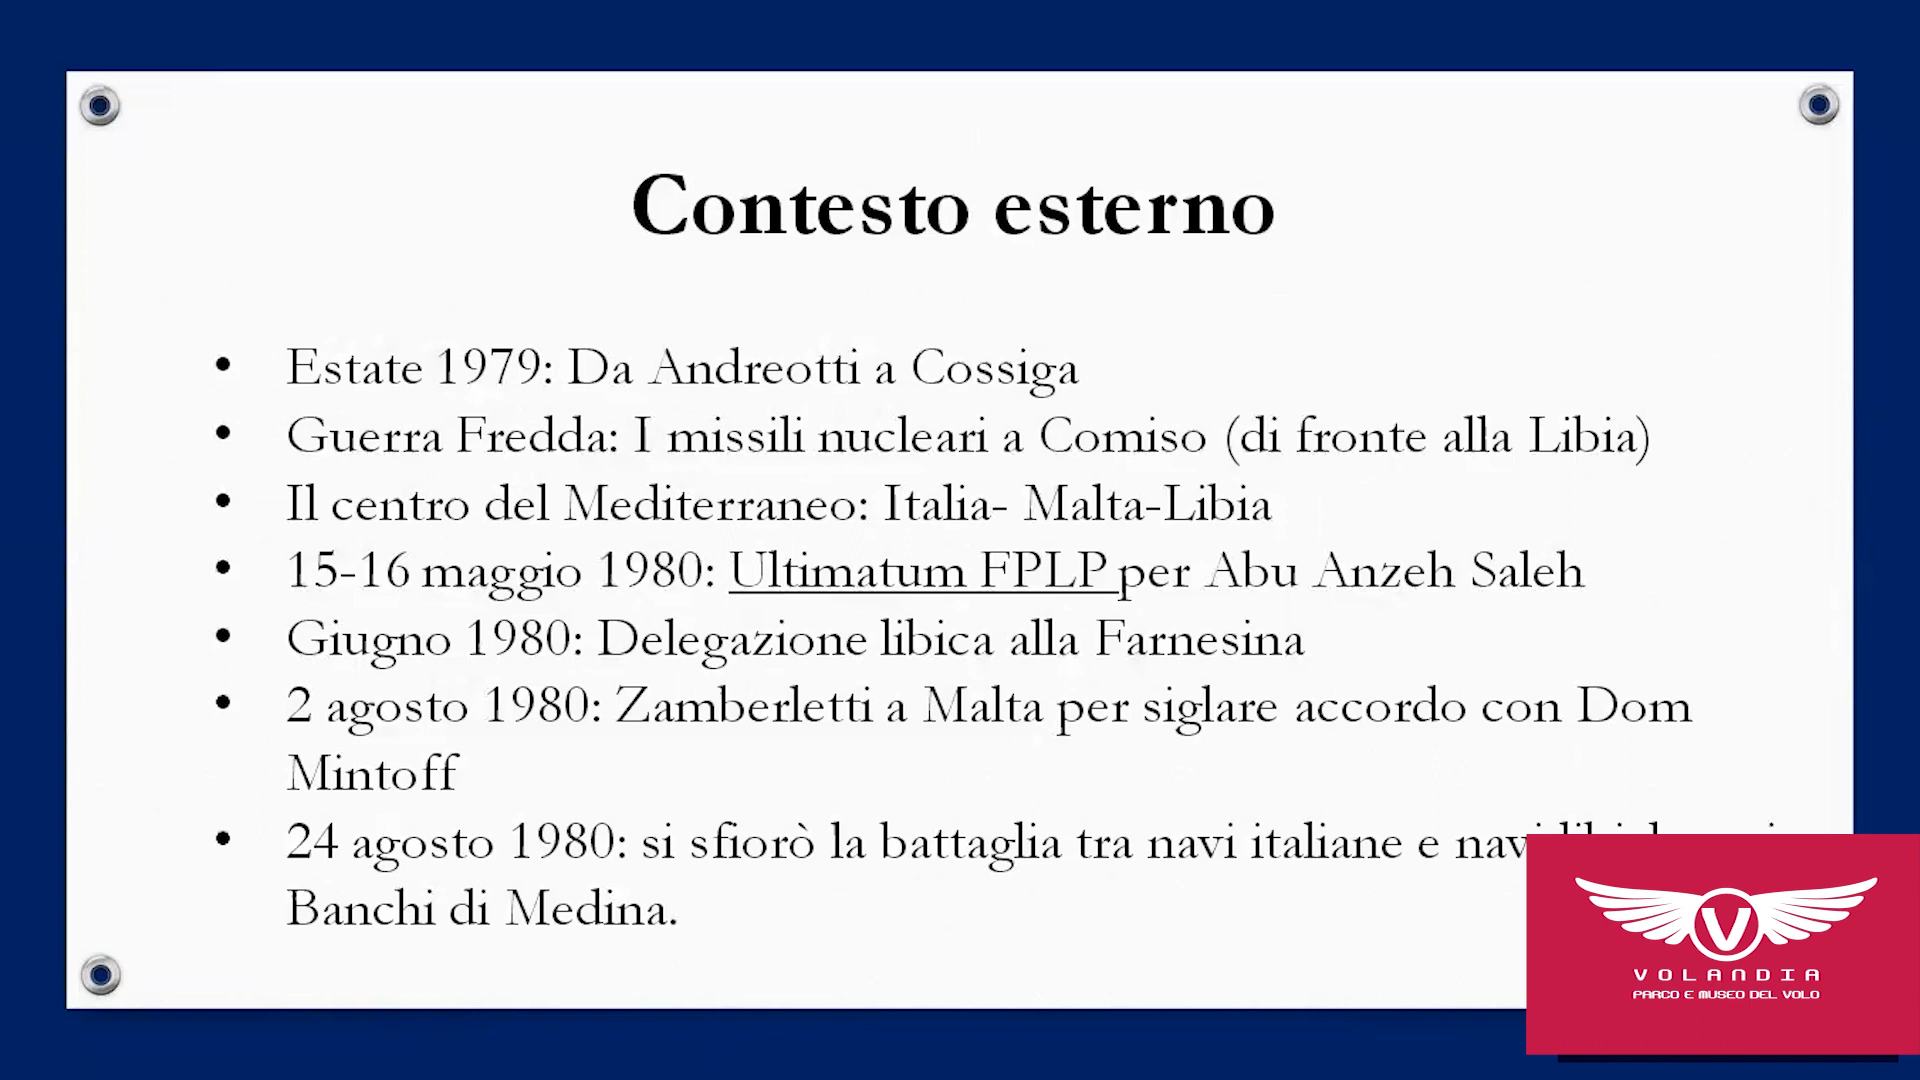 Contesto esterno
• Estate 1979: Da Andreotti a Cossiga
• Guerra Fredda: I missili nucleari a Comiso (di fronte alla Libia)
• Il centro del Mediterraneo: Italia- Malta-Libia
• 15-16 maggio 1980: Ultimatum FPLP per Abu Anzeh Saleh
• Giugno 1980: Delegazione libica alla Farnesina
• 2 agosto 1980: Zamberletti a Malta per siglare accordo con Dom
Mintoff
• 24 agosto 1980: si sfiorò la battaglia tra navi italiane e
Banchi di Medina.
V
VOLANDIA
PARCO E MUSEO DEL VOLO